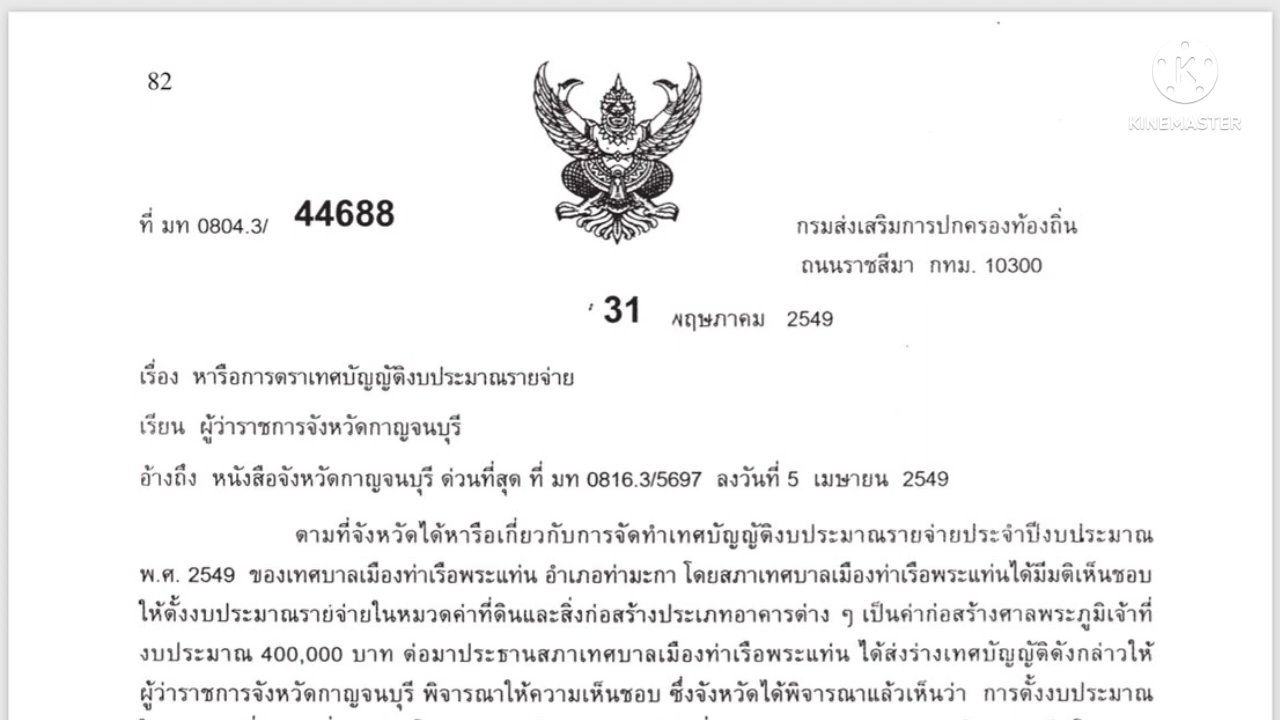 82
KINEMASTER
ที่ มท 0804.3/ 44688
กรมส่งเสริมการปกครองท้องถิ่น
ถนนราชสีมา กทม. 10300
31 พฤษภาคม 2549
เรื่อง หารือการตราเทศบัญญัติงบประมาณรายจ่าย
เรียน ผู้ว่าราชการจังหวัดกาญจนบุรี
อ้างถึง หนังสือจังหวัดกาญจนบุรี ด่วนที่สุด ที่ มท 0816.3/5697 ลงวันที่ 5 เมษายน 2549
ตามที่จังหวัดได้หารือเกี่ยวกับการจัดทำเทศบัญญัติงบประมาณรายจ่ายประจำปีงบประมาณ
พ.ศ. 2549 ของเทศบาลเมืองท่าเรือพระแท่น อำเภอท่ามะกา โดยสภาเทศบาลเมืองท่าเรือพระแท่นได้มีมติเห็นชอบ
ให้ตั้งงบประมาณรายจ่ายในหมวดค่าที่ดินและสิ่งก่อสร้างประเภทอาคารต่าง ๆ เป็นค่าก่อสร้างศาลพระภูมิเจ้าที่
งบประมาณ 400,000 บาท ต่อมาประธานสภาเทศบาลเมืองท่าเรือพระแท่น ได้ส่งร่างเทศบัญญัติดังกล่าวให้
ผู้ว่าราชการจังหวัดกาญจนบุรี พิจารณาให้ความเห็นชอบ ซึ่งจังหวัดได้พิจารณาแล้วเห็นว่า การตั้งงบประมาณ